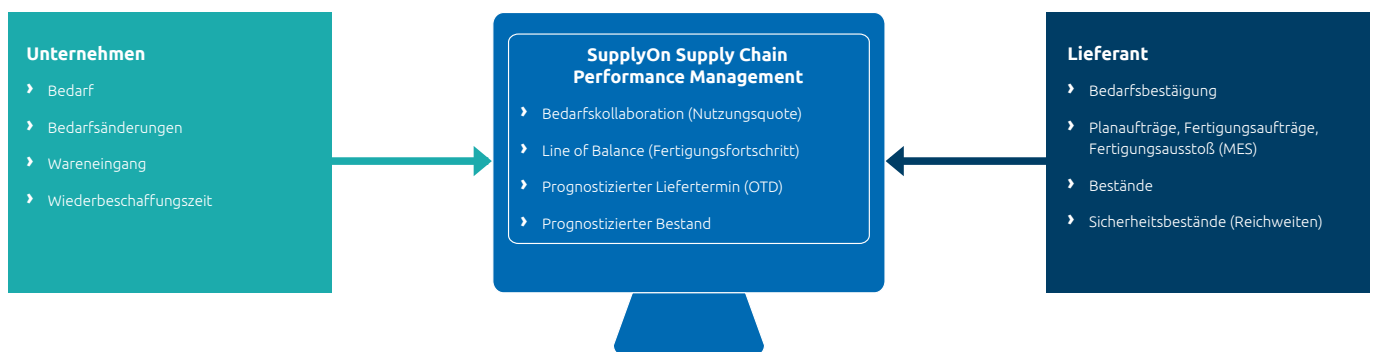 Unternehmen
Bedarf
Bedarfsänderungen
Wareneingang
Wiederbeschaffungszeit
SupplyOn Supply Chain
Performance Management
Bedarfskollaboration (Nutzungsquote)
Line of Balance (Fertigungsfortschritt)
Prognostizierter Liefertermin (OTD)
Prognostizierter Bestand
Lieferant
Bedarfsbestäigung
Planaufträge, Fertigungsaufträge,
Fertigungsausstoß (MES)
Bestände
Sicherheitsbestände (Reichweiten)